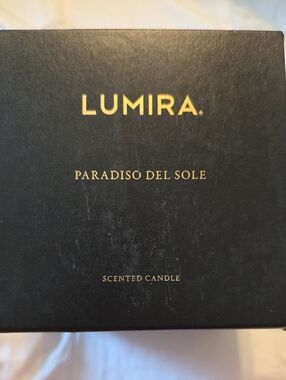 LUMIRA®
PARADISO DEL SOLE
SCENTED CANDLE